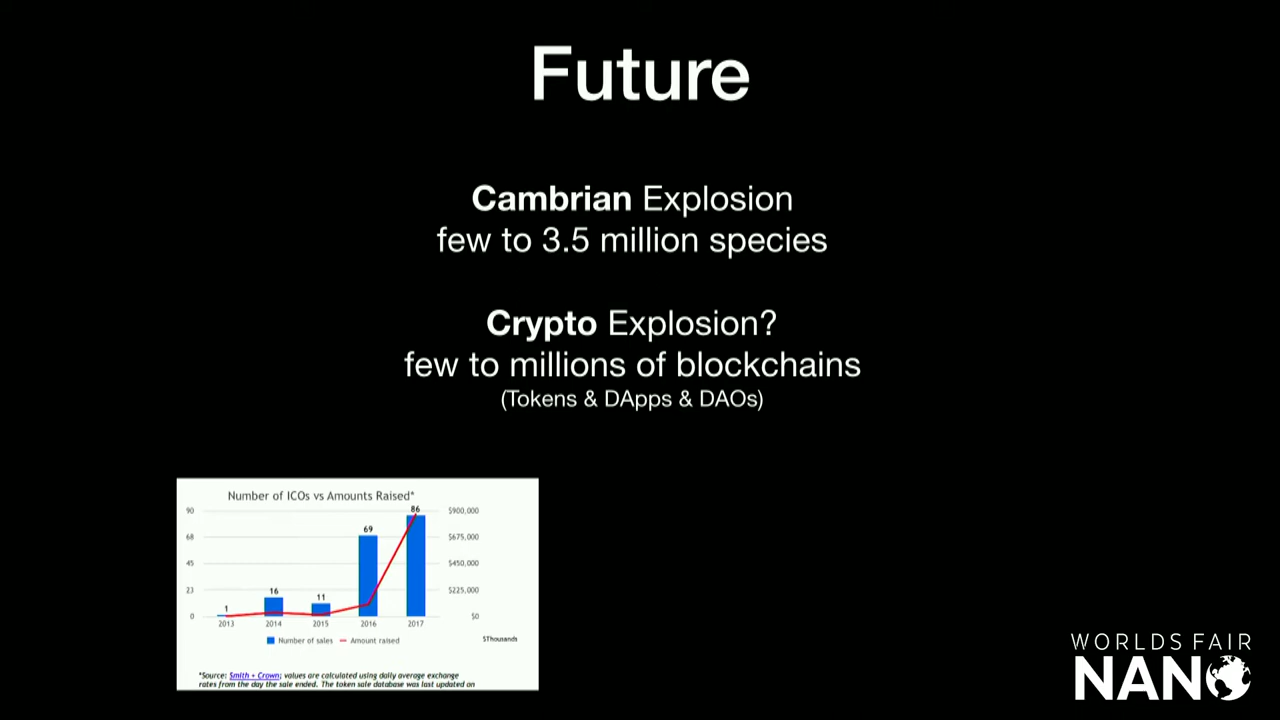 Future
Cambrian Explosion
few to 3.5 million species
Crypto Explosion?
few to millions of blockchains
(Tokens & DApps & DAOs)
Number of ICOs vs Amounts Raised*
90
68
45
23
0
1
16
11
69
86
$900,000
$675,000
$450,000
$225,000
$0
2013 2014 2015 2016 2017
Number of sales Amount raised
$Thousands
*Source: Smith + Crown; values are calculated using daily average exchange
rates from the day the sale ended. The token sale database was last updated on
WORLDS FAIR
NANO